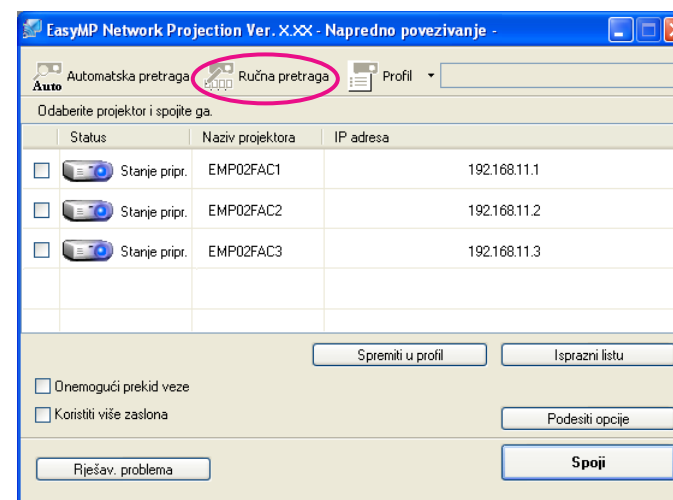 EasyMP Network Projection Ver. X.XX - Napredno povezivanje -
Auto Automatska pretraga Ručna pretraga Profil
Odaberite projektor i spojite ga.
Status Naziv projektora IP adresa
Stanje pripr. EMP02FAC1 192.168.11.1
Stanje pripr. EMP02FAC2 192.168.11.2
Stanje pripr. EMP02FAC3 192.168.11.3
Spremiti u profil Isprazni listu
Onemogući prekid veze
Koristiti više zaslona
Podesiti opcije
Rješav. problema Spoji